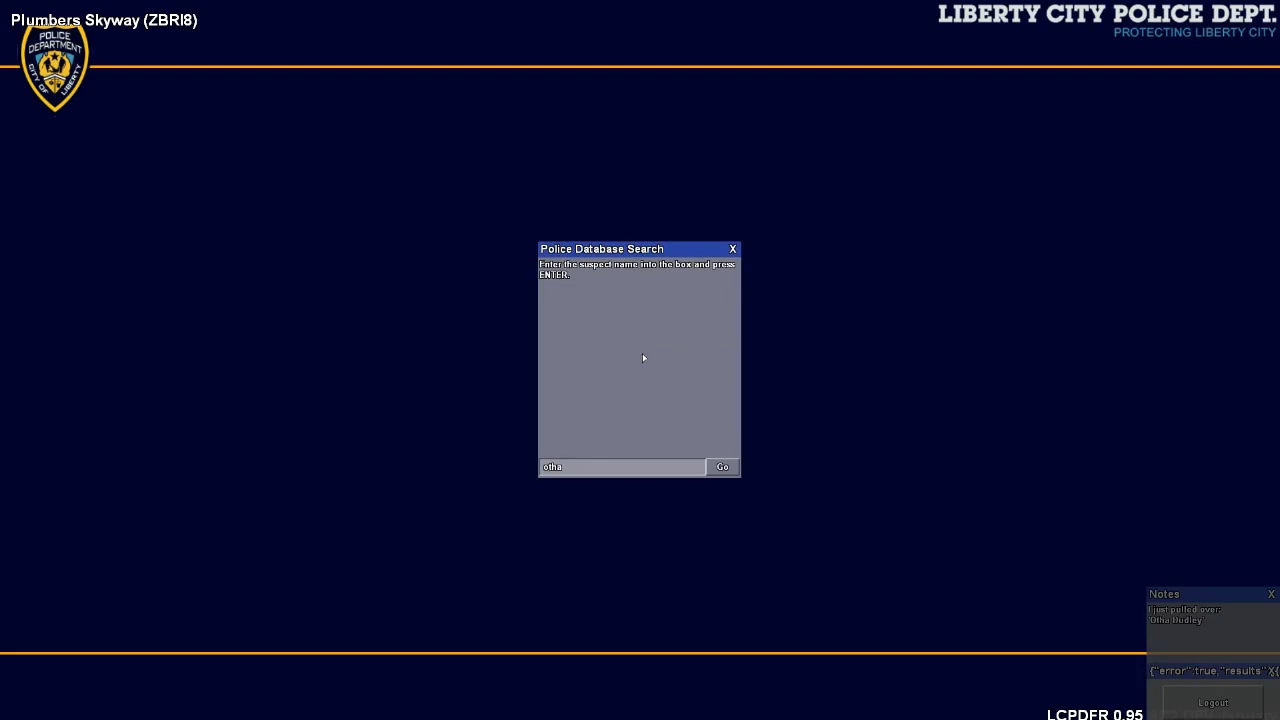 Plumbers Skyway (ZBRI8)
LIBERTY CITY POLICE DEPT.
PROTECTING LIBERTY CITY
POLICE
DEPARTMENT
CITY OF LIBERTY
Police Database Search X
Enter the suspect name into the box and press
ENTER.
otha Go
Notes X
I just pulled over:
'Otha Dudley'
{"error":true,"results"
X
Logout
LCPDFR 0.95